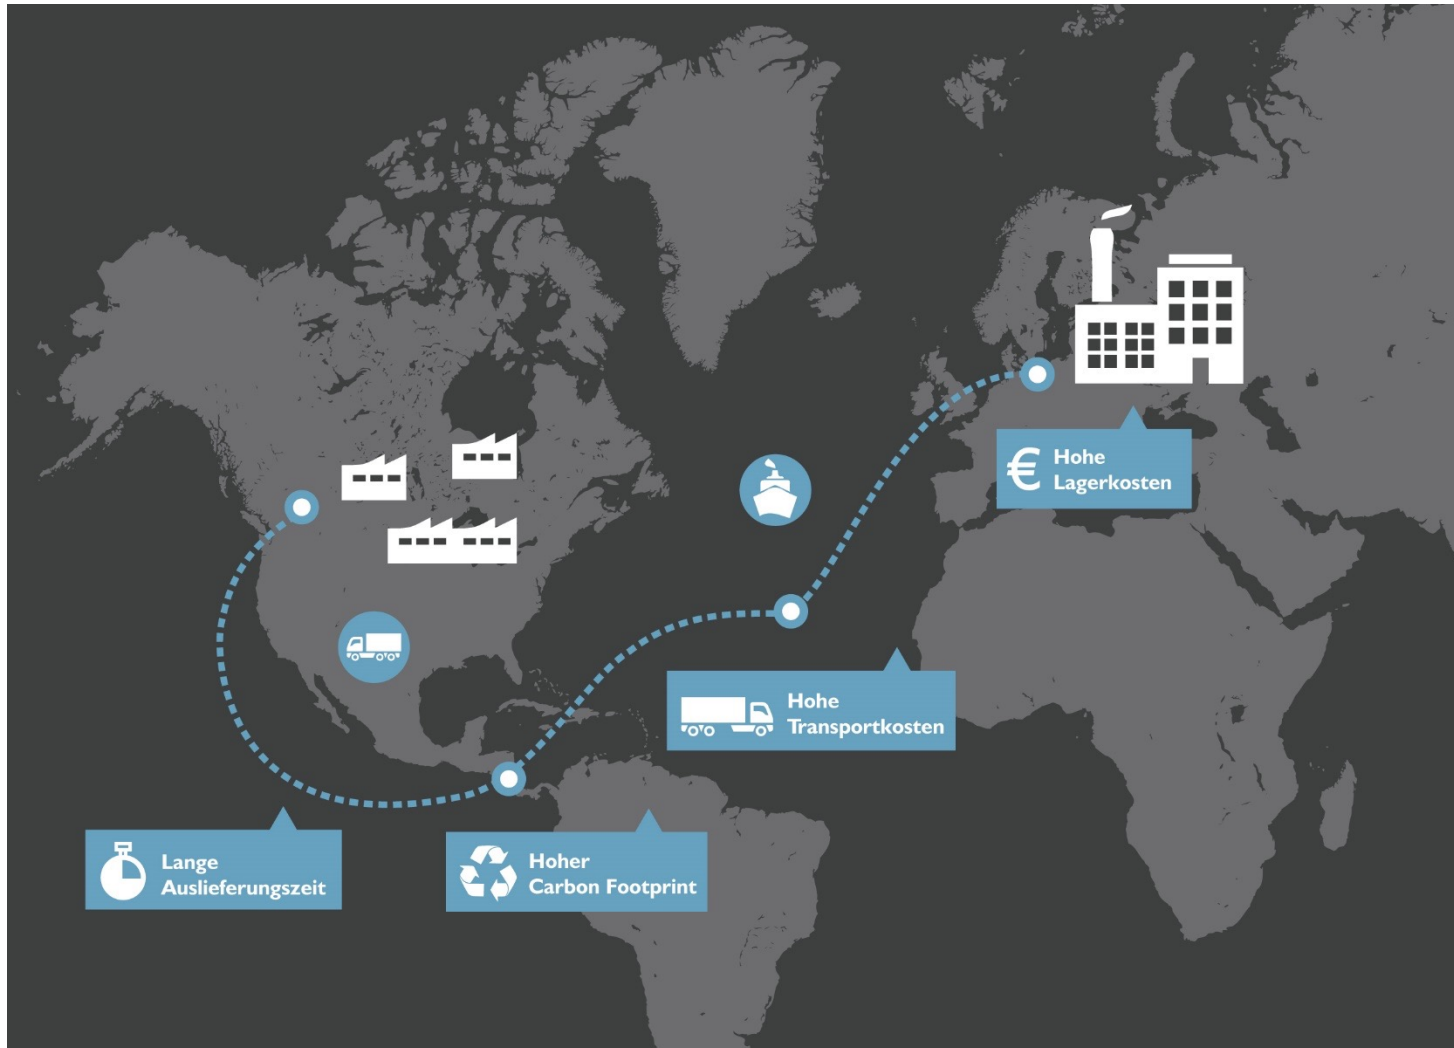 € Hohe
Lagerkosten
Hohe
Transportkosten
Lange
Auslieferungszeit
Hoher
Carbon Footprint